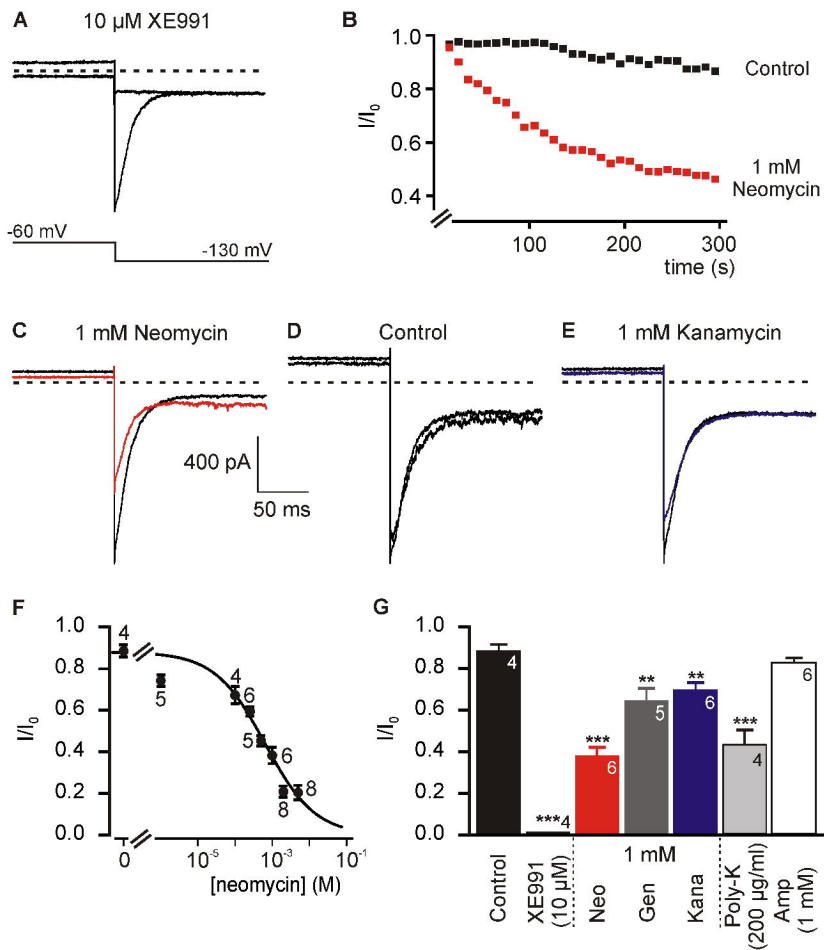 A
10 µM XE991
-60 mV
-130 mV
B
I/I0
1.0
0.8
0.6
0.4
100
200
300
time (s)
Control
1 mM
Neomycin
C
1 mM Neomycin
400 pA
50 ms
D
Control
E
1 mM Kanamycin
F
I/I0
1.0
0.8
0.6
0.4
0.2
0.0
4
5
4
6
5
6
8
8
0
10-5
10-3
10-1
[neomycin] (M)
G
I/I0
1.0
0.8
0.6
0.4
0.2
0.0
4
***4
***
6
**
5
**
6
***
4
6
1 mM
Control
XE991
(10 µM)
Neo
Gen
Kana
Poly-K
(200 µg/ml)
Amp
(1 mM)